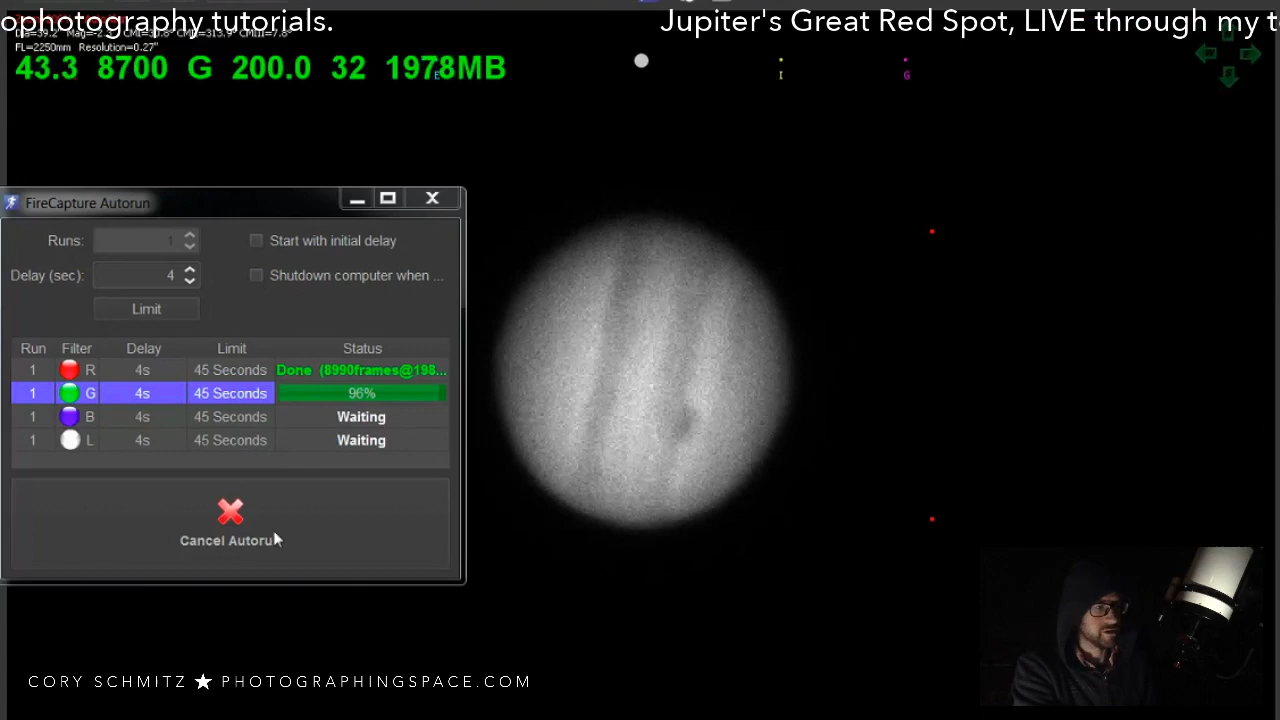 ophotography tutorials.
Jupiter's Great Red Spot, LIVE through my t
FL=2250mm Resolution=0.27"
43.3 8700 G 200.0 32 1978MB
E
I
G
FireCapture Autorun
Runs: 1
Start with initial delay
Delay (sec): 4
Shutdown computer when ...
Limit
Run Filter Delay Limit Status
1 R 4s 45 Seconds Done (8990frames@198...
1 G 4s 45 Seconds 96%
1 B 4s 45 Seconds Waiting
1 L 4s 45 Seconds Waiting
Cancel Autorun
CORY SCHMITZ ★ PHOTOGRAPHINGSPACE.COM